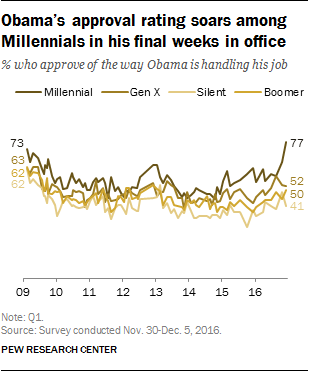 Obama's approval rating soars among
Millennials in his final weeks in office
% who approve of the way Obama is handling his job
Millennial Gen X Silent Boomer
73
77
63
62
62
52
50
41
09 10 11 12 13 14 15 16
Note: Q1.
Source: Survey conducted Nov. 30-Dec. 5, 2016.
PEW RESEARCH CENTER